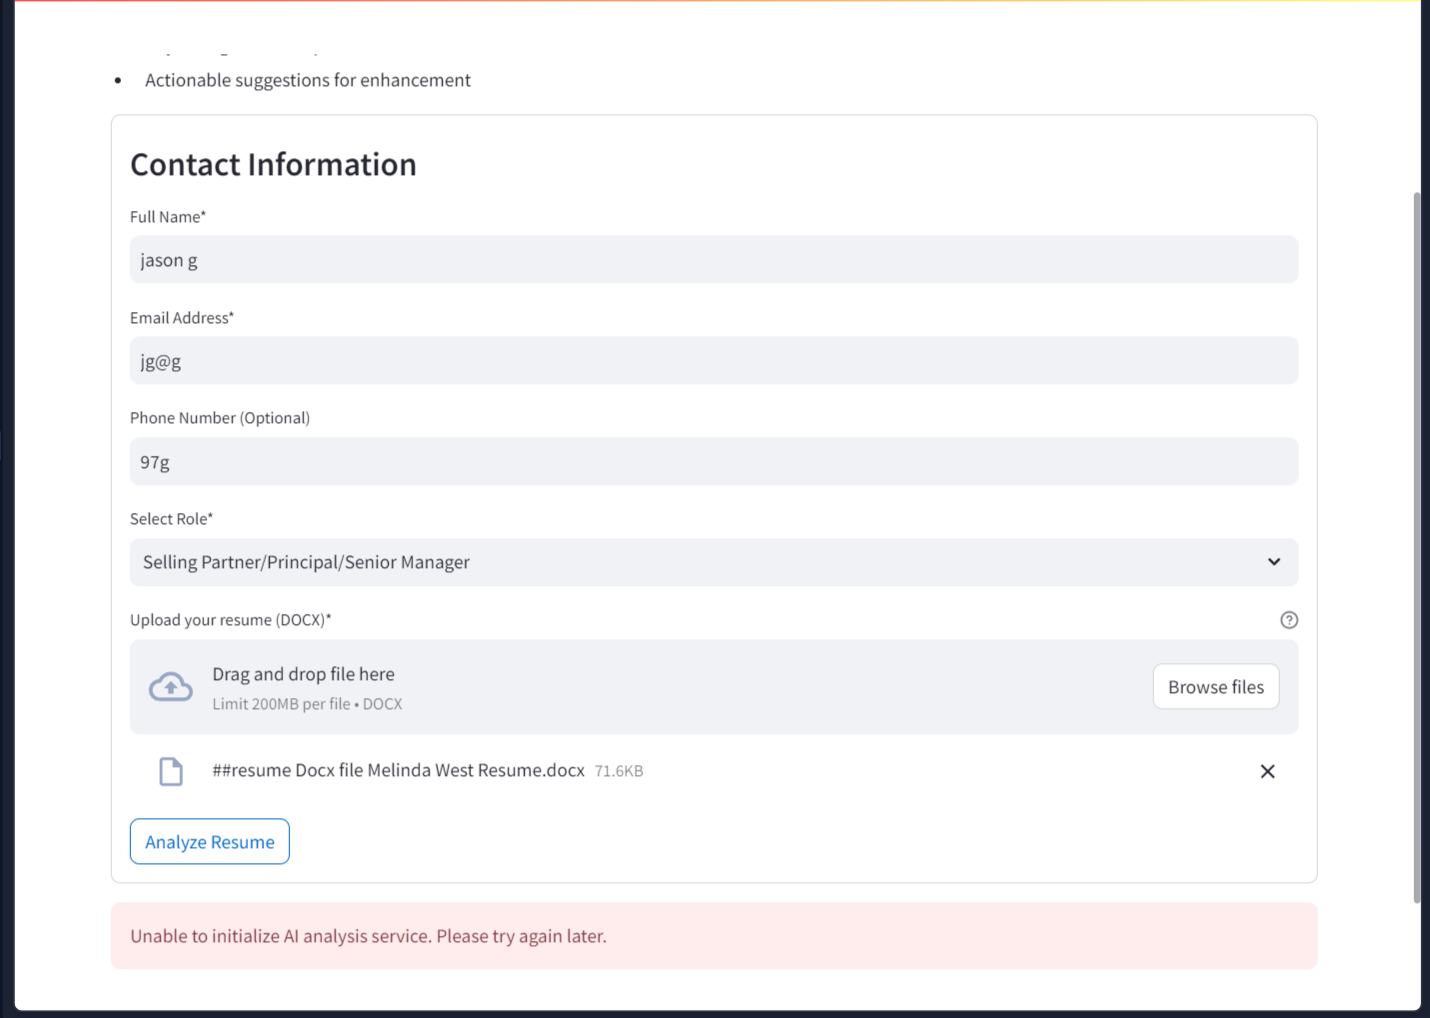 Actionable suggestions for enhancement
Contact Information
Full Name*
jason g
Email Address*
jg@g
Phone Number (Optional)
97g
Select Role*
Selling Partner/Principal/Senior Manager
Upload your resume (DOCX)*
Drag and drop file here
Limit 200MB per file • DOCX
Browse files
##resume Docx file Melinda West Resume.docx 71.6KB
Analyze Resume
Unable to initialize AI analysis service. Please try again later.